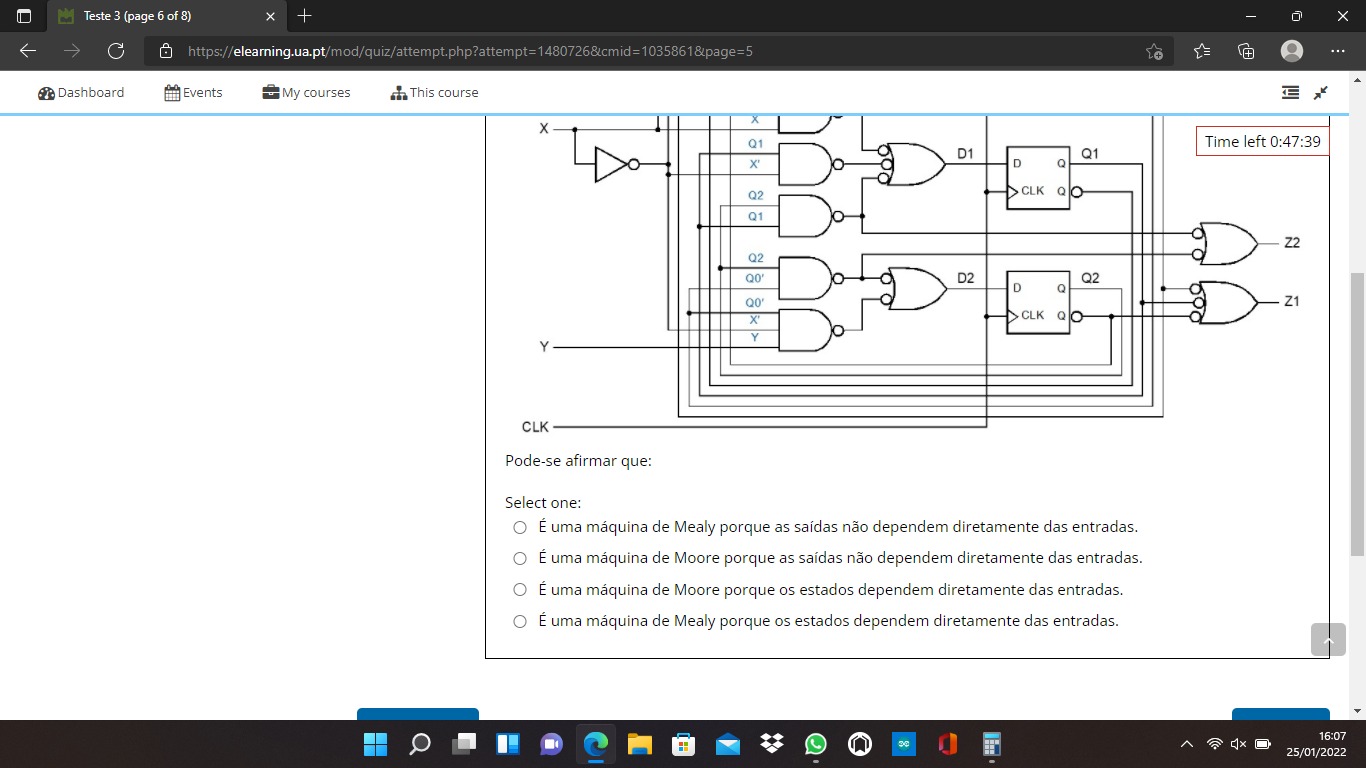 Teste 3 (page 6 of 8)
https://elearning.ua.pt/mod/quiz/attempt.php?attempt=1480726&cmid=1035861&page=5
Dashboard Events My courses This course
Time left 0:47:39
X
X
Q1
X'
D1
D Q
Q1
CLK Q
Q2
Q1
Z2
Q2
Q0'
D2
D Q
Q2
Q0'
X'
Y
CLK Q
Z1
Y
CLK
Pode-se afirmar que:
Select one:
É uma máquina de Mealy porque as saídas não dependem diretamente das entradas.
É uma máquina de Moore porque as saídas não dependem diretamente das entradas.
É uma máquina de Moore porque os estados dependem diretamente das entradas.
É uma máquina de Mealy porque os estados dependem diretamente das entradas.
16:07
25/01/2022